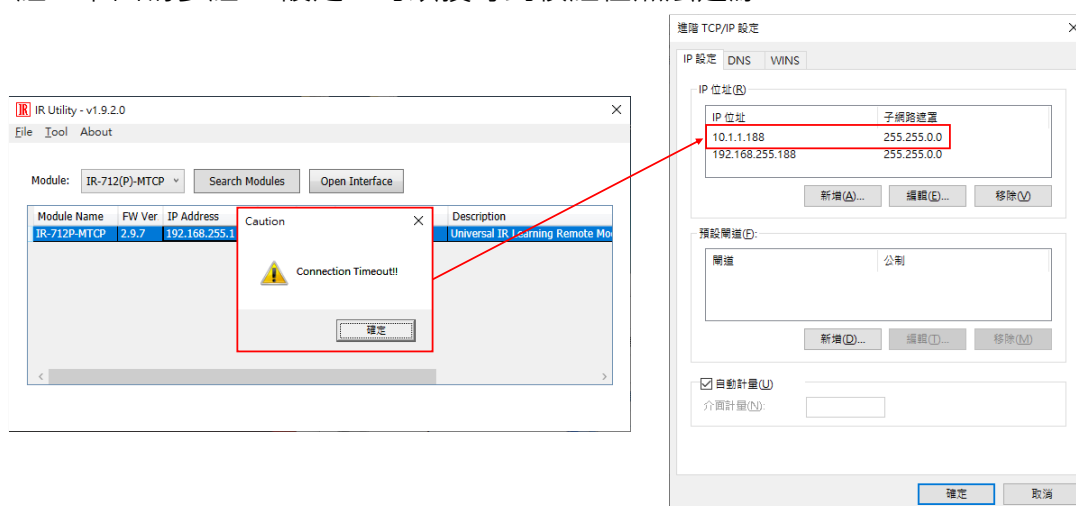 進階 TCP/IP 設定
IP 設定 DNS WINS
IP 位址(R)
IP 位址 子網路遮罩
10.1.1.188 255.255.0.0
192.168.255.188 255.255.0.0
新增(A)... 編輯(E)... 移除(V)
預設閘道(F):
閘道 公制
新增(D)... 編輯(T)... 移除(M)
自動計量(U)
介面計量(N):
確定 取消
IR IR Utility - v1.9.2.0
File Tool About
Module: IR-712(P)-MTCP Search Modules Open Interface
Module Name FW Ver IP Address Description
IR-712P-MTCP 2.9.7 192.168.255.1 Universal IR Learning Remote Mo
Caution
Connection Timeout!!
確定